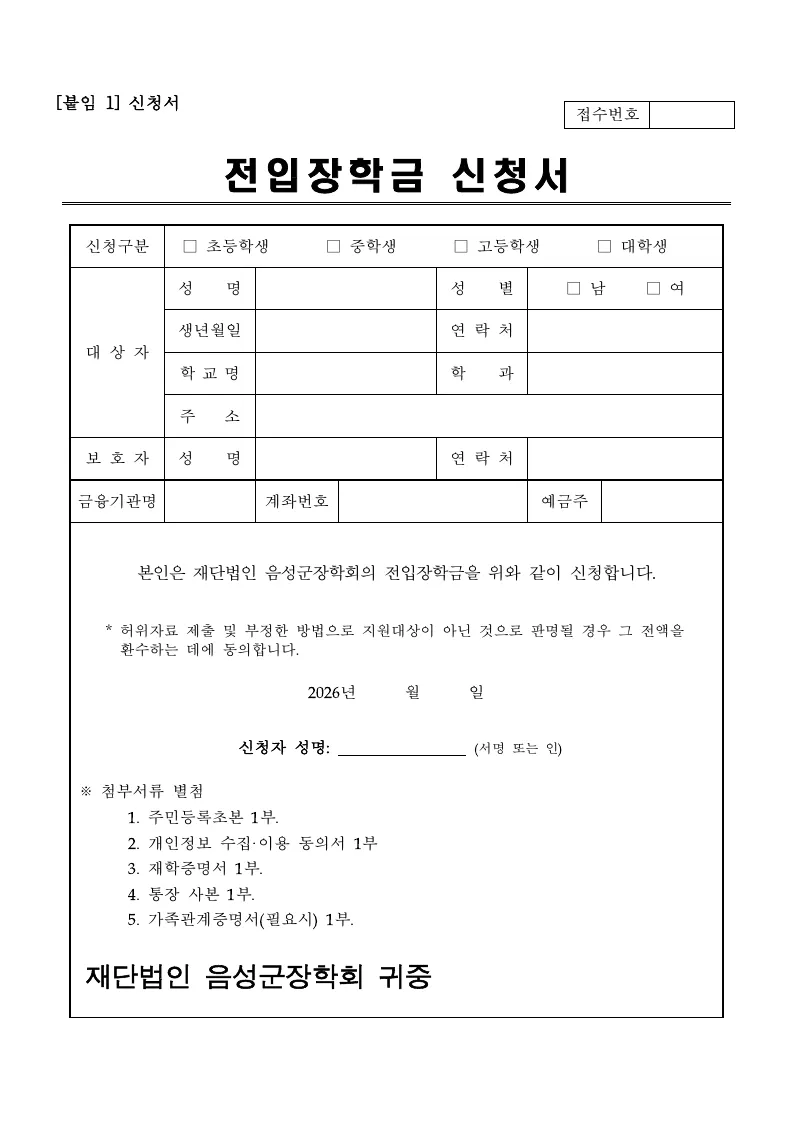 [붙임 1] 신청서
접수번호
전입장학금 신청서
신청구분 □ 초등학생 □ 중학생 □ 고등학생 □ 대학생
대 상 자
성 명 성 별 □ 남 □ 여
생년월일 연 락 처
학 교 명 학 과
주 소
보 호 자 성 명 연 락 처
금융기관명 계좌번호 예금주
본인은 재단법인 음성군장학회의 전입장학금을 위와 같이 신청합니다.
* 허위자료 제출 및 부정한 방법으로 지원대상이 아닌 것으로 판명될 경우 그 전액을
환수하는 데에 동의합니다.
2026년 월 일
신청자 성명: (서명 또는 인)
※ 첨부서류 별첨
1. 주민등록초본 1부.
2. 개인정보 수집·이용 동의서 1부
3. 재학증명서 1부.
4. 통장 사본 1부.
5. 가족관계증명서(필요시) 1부.
재단법인 음성군장학회 귀중